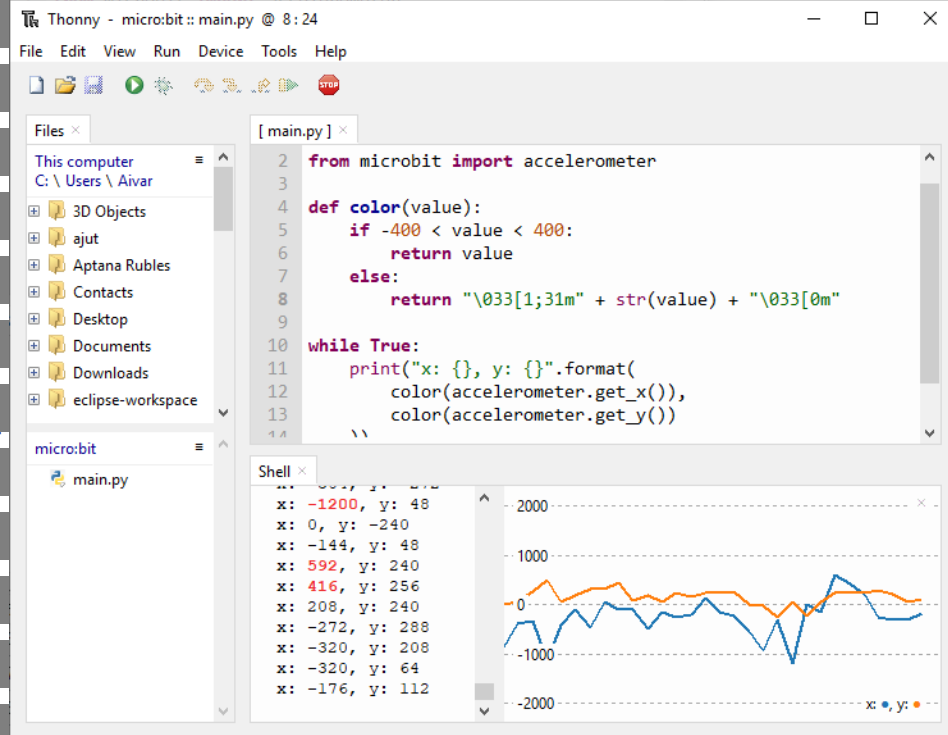 Thonny - micro:bit :: main.py @ 8:24
File Edit View Run Device Tools Help
STOP
Files
This computer
C: \ Users \ Aivar
3D Objects
ajut
Aptana Rubles
Contacts
Desktop
Documents
Downloads
eclipse-workspace
micro:bit
main.py
[ main.py ]
2 from microbit import accelerometer
3
4 def color(value):
5     if -400 < value < 400:
6         return value
7     else:
8         return "\033[1;31m" + str(value) + "\033[0m"
9
10 while True:
11     print("x: {}, y: {}".format(
12         color(accelerometer.get_x()),
13         color(accelerometer.get_y())
14     ))
Shell
x: -1200, y: 48
x: 0, y: -240
x: -144, y: 48
x: 592, y: 240
x: 416, y: 256
x: 208, y: 240
x: -272, y: 288
x: -320, y: 208
x: -320, y: 64
x: -176, y: 112
2000
1000
0
-1000
-2000
x: , y: